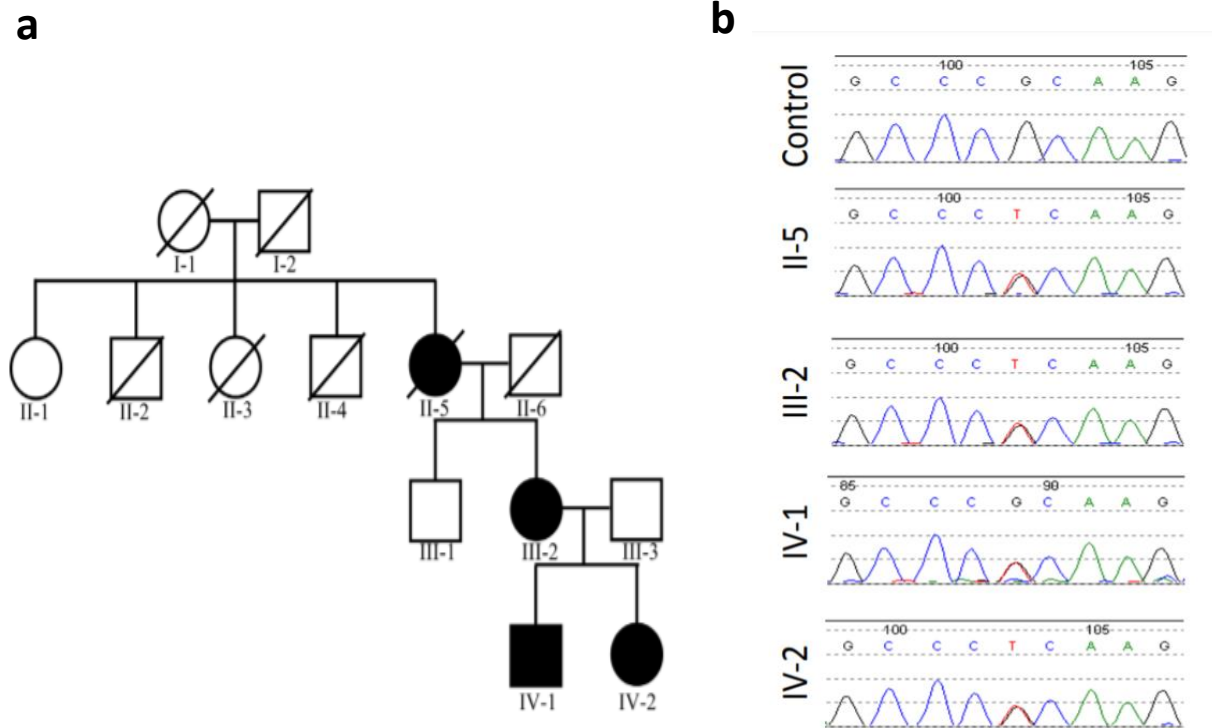 a
I-1 I-2
II-1 II-2 II-3 II-4 II-5 II-6
III-1 III-2 III-3
IV-1 IV-2
b
Control
100 105
G C C C G C A A G
II-5
100 105
G C C C T C A A G
III-2
100 105
G C C C T C A A G
IV-1
85 90
G C C C G C A A G
IV-2
100 105
G C C C T C A A G